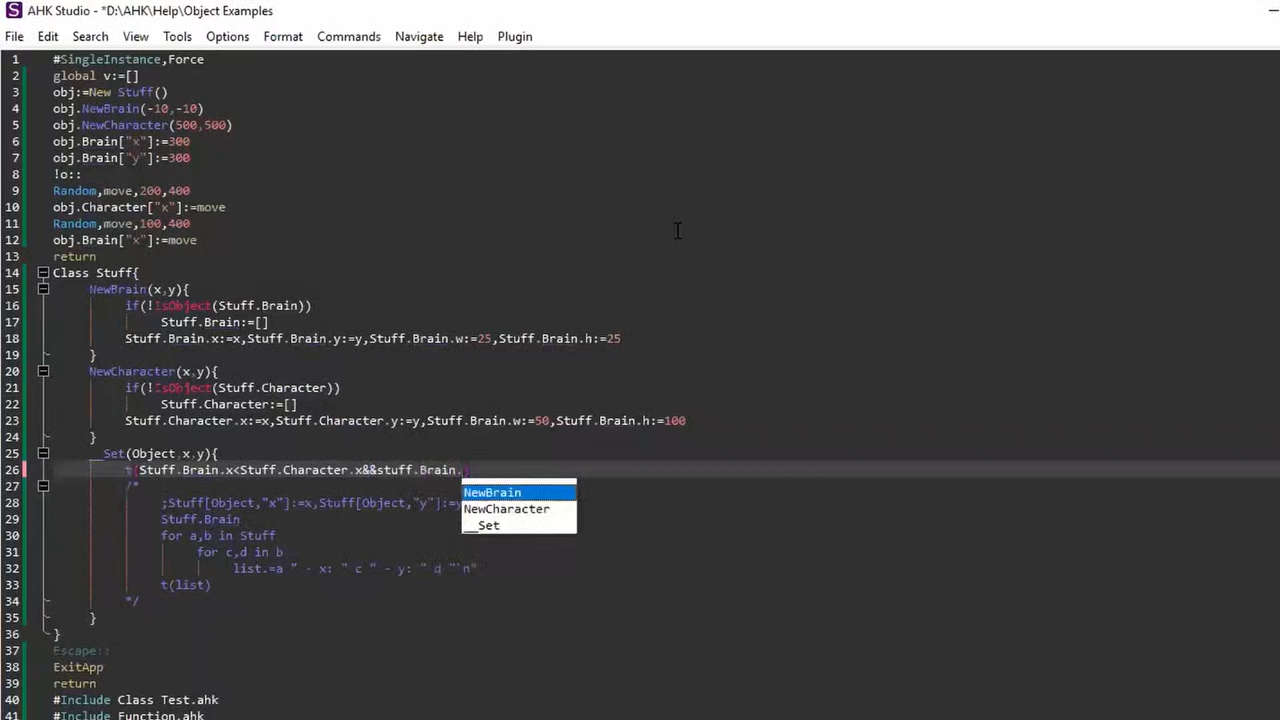 AHK Studio - *D:\AHK\Help\Object Examples
File Edit Search View Tools Options Format Commands Navigate Help Plugin
1 #SingleInstance,Force
2 global v:=[]
3 obj:=New Stuff()
4 obj.NewBrain(-10,-10)
5 obj.NewCharacter(500,500)
6 obj.Brain["x"]:=300
7 obj.Brain["y"]:=300
8 !o::
9 Random,move,200,400
10 obj.Character["x"]:=move
11 Random,move,100,400
12 obj.Brain["x"]:=move
13 return
14 Class Stuff{
15 NewBrain(x,y){
16 if(!IsObject(Stuff.Brain))
17 Stuff.Brain:=[]
18 Stuff.Brain.x:=x,Stuff.Brain.y:=y,Stuff.Brain.w:=25,Stuff.Brain.h:=25
19 }
20 NewCharacter(x,y){
21 if(!IsObject(Stuff.Character))
22 Stuff.Character:=[]
23 Stuff.Character.x:=x,Stuff.Character.y:=y,Stuff.Brain.w:=50,Stuff.Brain.h:=100
24 }
25 __Set(Object,x,y){
26 t(Stuff.Brain.x<Stuff.Character.x&&stuff.Brain.)
27 /*
28 ;Stuff[Object,"x"]:=x,Stuff[Object,"y"]:=y
29 Stuff.Brain
30 for a,b in Stuff
31 for c,d in b
32 list.=a " - x: " c " - y: " d "`n"
33 t(list)
34 */
35 }
36 }
37 Escape::
38 ExitApp
39 return
40 #Include Class Test.ahk
41 #Include Function.ahk
NewBrain
NewCharacter
__Set